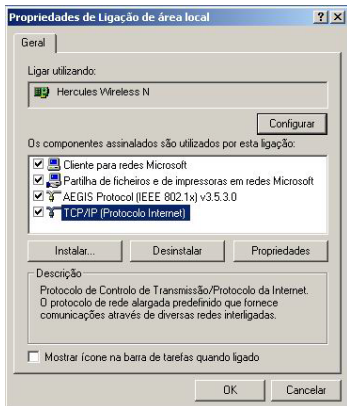 Propriedades de Ligação de área local
Geral
Ligar utilizando:
Hercules Wireless N
Configurar
Os componentes assinalados são utilizados por esta ligação:
Cliente para redes Microsoft
Partilha de ficheiros e de impressoras em redes Microsoft
AEGIS Protocol (IEEE 802.1x) v3.5.3.0
TCP/IP (Protocolo Internet)
Instalar... Desinstalar Propriedades
Descrição
Protocolo de Controlo de Transmissão/Protocolo da Internet.
O protocolo de rede alargada predefinido que fornece
comunicações através de diversas redes interligadas.
Mostrar ícone na barra de tarefas quando ligado
OK Cancelar